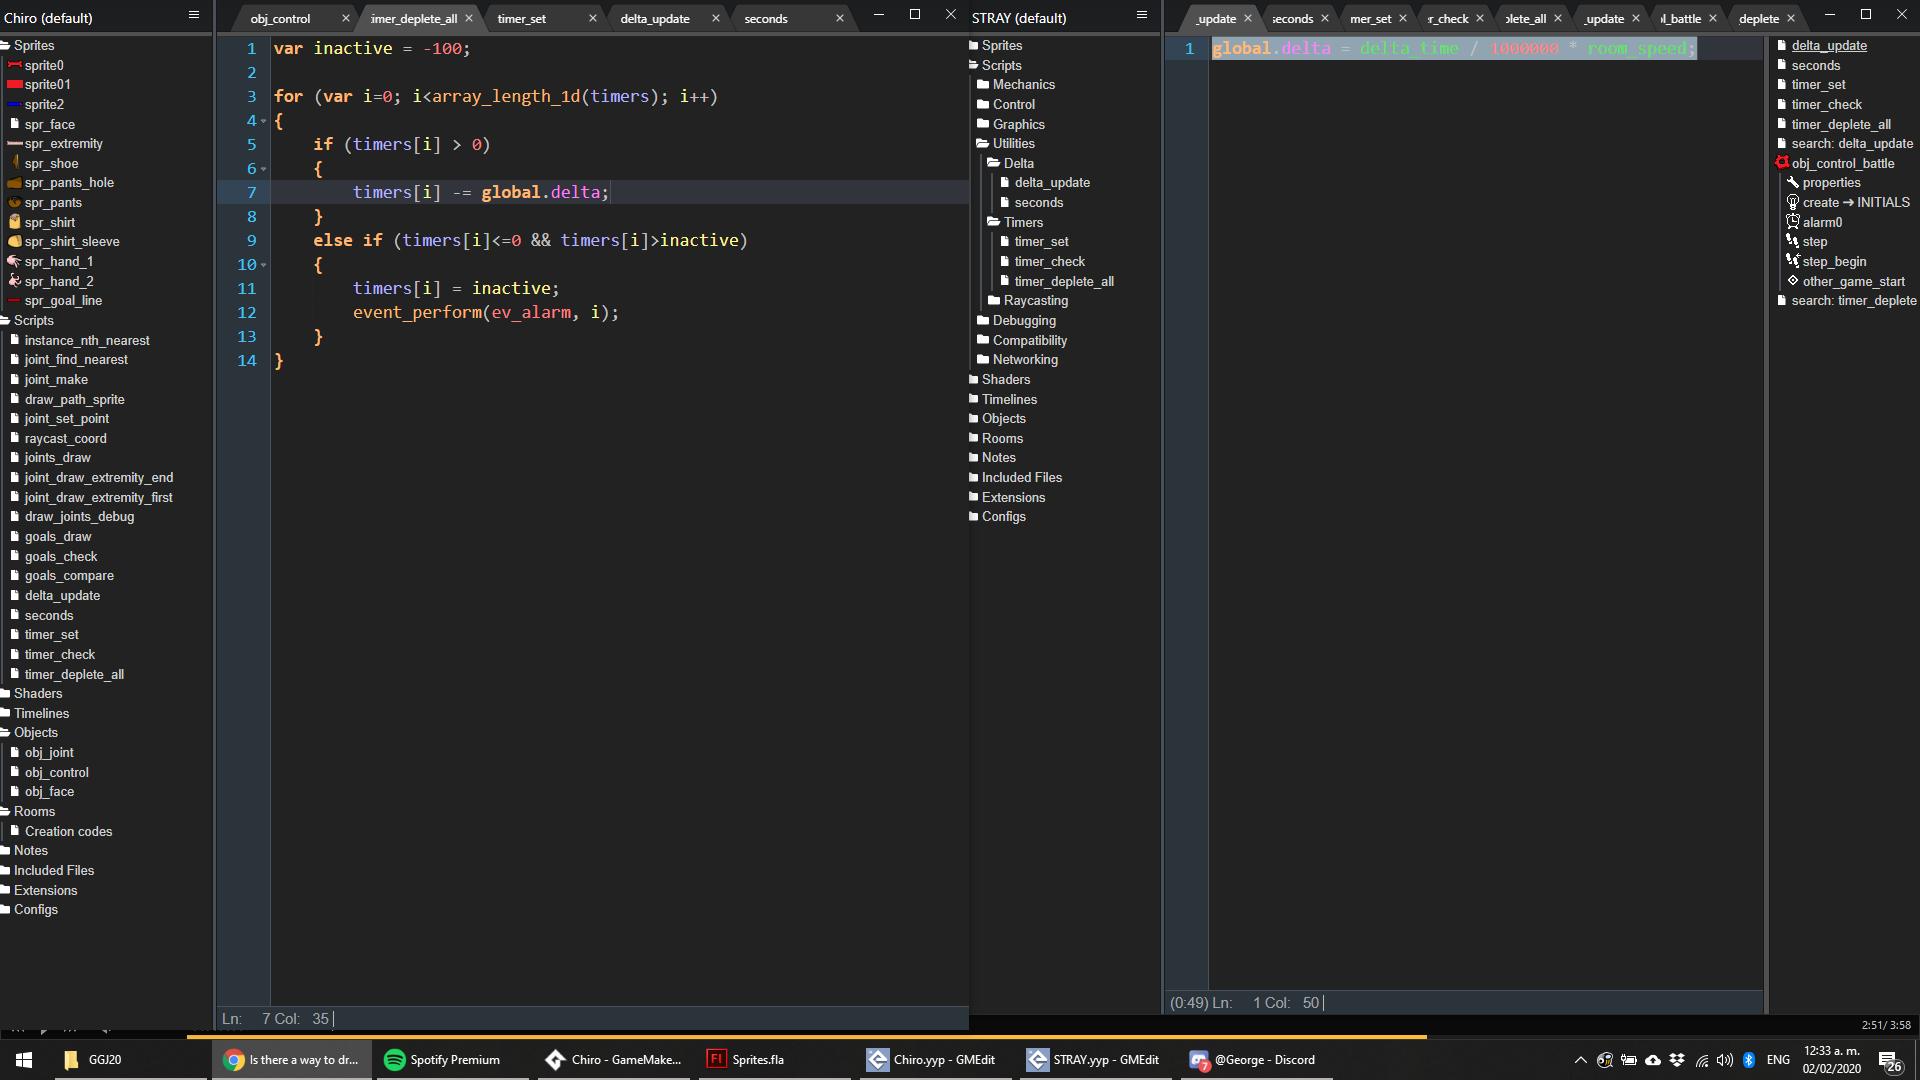 Chiro (default)
Sprites
sprite0
sprite01
sprite2
spr_face
spr_extremity
spr_shoe
spr_pants_hole
spr_pants
spr_shirt
spr_shirt_sleeve
spr_hand_1
spr_hand_2
spr_goal_line
Scripts
instance_nth_nearest
joint_find_nearest
joint_make
draw_path_sprite
joint_set_point
raycast_coord
joints_draw
joint_draw_extremity_end
joint_draw_extremity_first
draw_joints_debug
goals_draw
goals_check
goals_compare
delta_update
seconds
timer_set
timer_check
timer_deplete_all
Shaders
Timelines
Objects
obj_joint
obj_control
obj_face
Rooms
Creation codes
Notes
Included Files
Extensions
Configs
obj_control
imer_deplete_all
timer_set
delta_update
seconds
1 var inactive = -100;
2
3 for (var i=0; i<array_length_1d(timers); i++)
4 {
5 if (timers[i] > 0)
6 {
7 timers[i] -= global.delta;
8 }
9 else if (timers[i]<=0 && timers[i]>inactive)
10 {
11 timers[i] = inactive;
12 event_perform(ev_alarm, i);
13 }
14 }
Ln: 7 Col: 35
STRAY (default)
Sprites
Scripts
Mechanics
Control
Graphics
Utilities
Delta
delta_update
seconds
Timers
timer_set
timer_check
timer_deplete_all
Raycasting
Debugging
Compatibility
Networking
Shaders
Timelines
Objects
Rooms
Notes
Included Files
Extensions
Configs
_update
seconds
mer_set
r_check
plete_all
_update
l_battle
deplete
1 global.delta = delta_time / 1000000 * room_speed;
(0:49) Ln: 1 Col: 50
delta_update
seconds
timer_set
timer_check
timer_deplete_all
search: delta_update
obj_control_battle
properties
create → INITIALS
alarm0
step
step_begin
other_game_start
search: timer_deplete
2:51/ 3:58
GGJ20
Is there a way to dr...
Spotify Premium
Chiro - GameMake...
Sprites.fla
Chiro.yyp - GMEdit
STRAY.yyp - GMEdit
7
@George - Discord
ENG
12:33 a. m.
02/02/2020
26